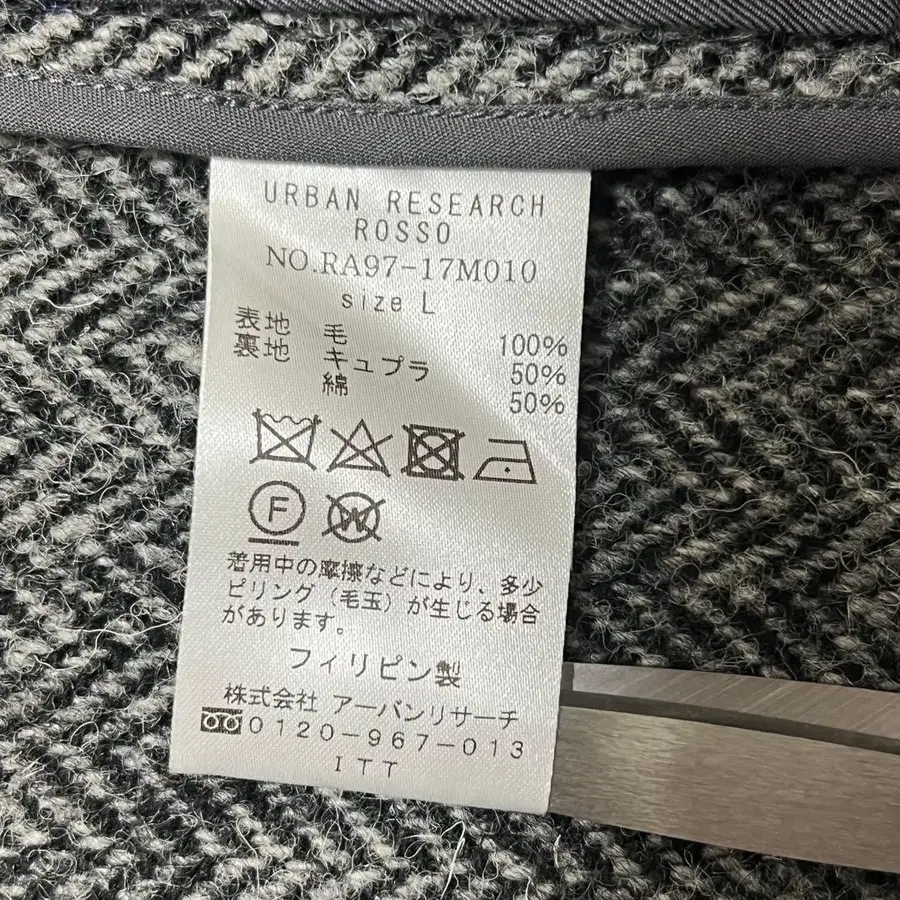 URBAN RESEARCH
ROSSO
NO.RA97-17M010
size L
表地 毛 100%
裏地 キュプラ 50%
綿 50%
F
W
着用中の摩擦などにより、多少
ピリング（毛玉）が生じる場合
があります。
フィリピン製
株式会社 アーバンリサーチ
0120-967-013
ITT